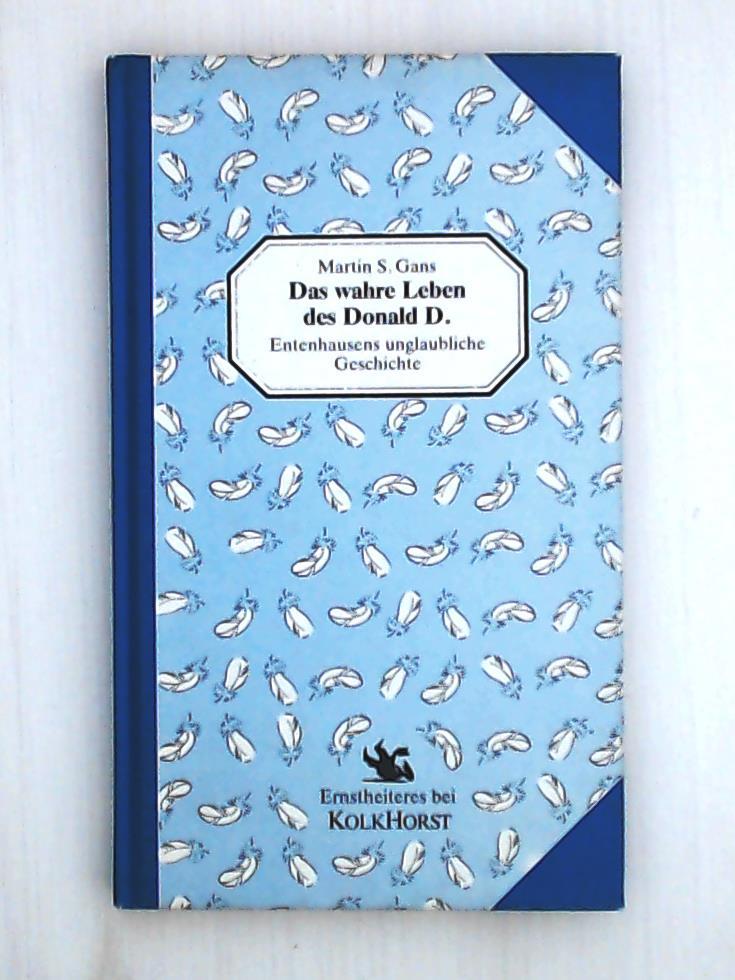 Martin S. Gans
Das wahre Leben
des Donald D.
Entenhausens unglaubliche
Geschichte
Ernstheiteres bei
KOLKHORST